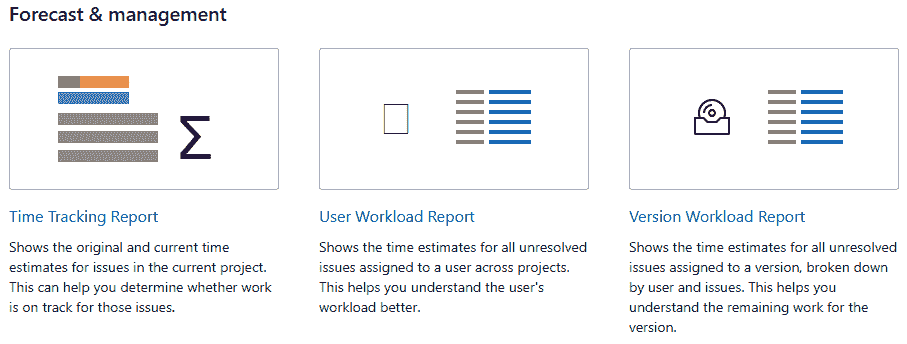 Forecast & management
Σ
Time Tracking Report
Shows the original and current time
estimates for issues in the current project.
This can help you determine whether work
is on track for those issues.
User Workload Report
Shows the time estimates for all unresolved
issues assigned to a user across projects.
This helps you understand the user's
workload better.
Version Workload Report
Shows the time estimates for all unresolved
issues assigned to a version, broken down
by user and issues. This helps you
understand the remaining work for the
version.